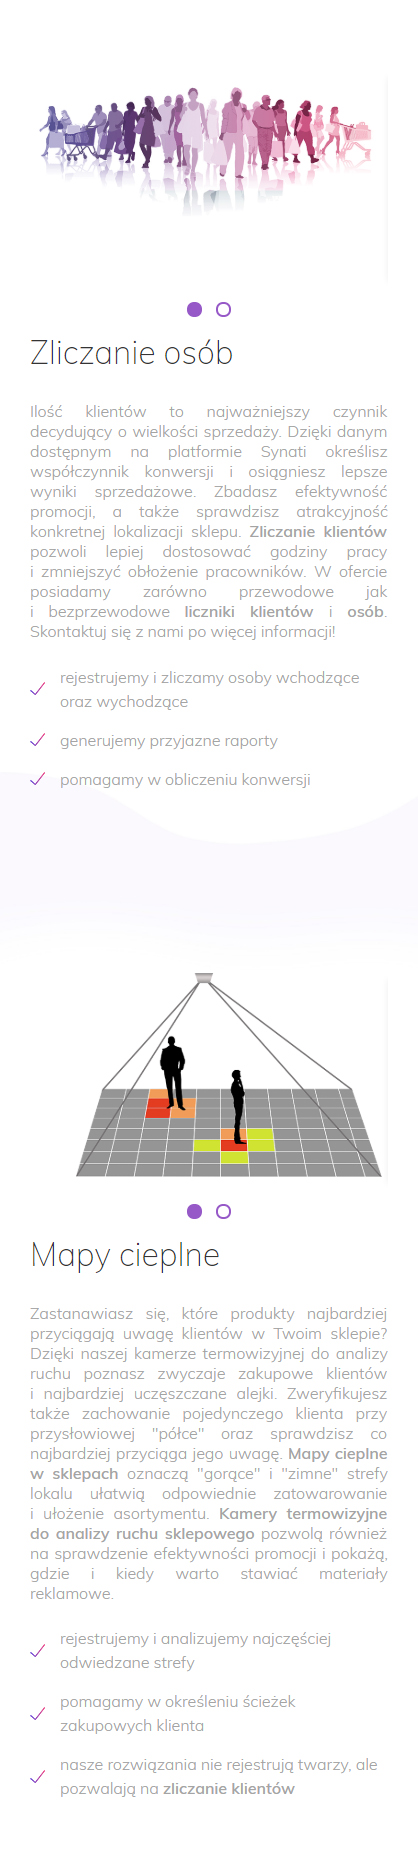 Zliczanie osób
Ilość klientów to najważniejszy czynnik
decydujący o wielkości sprzedaży. Dzięki danym
dostępnym na platformie Synati określisz
współczynnik konwersji i osiągniesz lepsze
wyniki sprzedażowe. Zbadasz efektywność
promocji, a także sprawdzisz atrakcyjność
konkretnej lokalizacji sklepu. Zliczanie klientów
pozwoli lepiej dostosować godziny pracy
i zmniejszyć obłożenie pracowników. W ofercie
posiadamy zarówno przewodowe jak
i bezprzewodowe liczniki klientów i osób.
Skontaktuj się z nami po więcej informacji!
rejestrujemy i zliczamy osoby wchodzące
oraz wychodzące
generujemy przyjazne raporty
pomagamy w obliczeniu konwersji
Mapy cieplne
Zastanawiasz się, które produkty najbardziej
przyciągają uwagę klientów w Twoim sklepie?
Dzięki naszej kamerze termowizyjnej do analizy
ruchu poznasz zwyczaje zakupowe klientów
i najbardziej uczęszczane alejki. Zweryfikujesz
także zachowanie pojedynczego klienta przy
przysłowiowej "półce" oraz sprawdzisz co
najbardziej przyciąga jego uwagę. Mapy cieplne
w sklepach oznaczą "gorące" i "zimne" strefy
lokalu ułatwią odpowiednie zatowarowanie
i ułożenie asortymentu. Kamery termowizyjne
do analizy ruchu sklepowego pozwolą również
na sprawdzenie efektywności promocji i pokażą,
gdzie i kiedy warto stawiać materiały
reklamowe.
rejestrujemy i analizujemy najczęściej
odwiedzane strefy
pomagamy w określeniu ścieżek
zakupowych klienta
nasze rozwiązania nie rejestrują twarzy, ale
pozwalają na zliczanie klientów